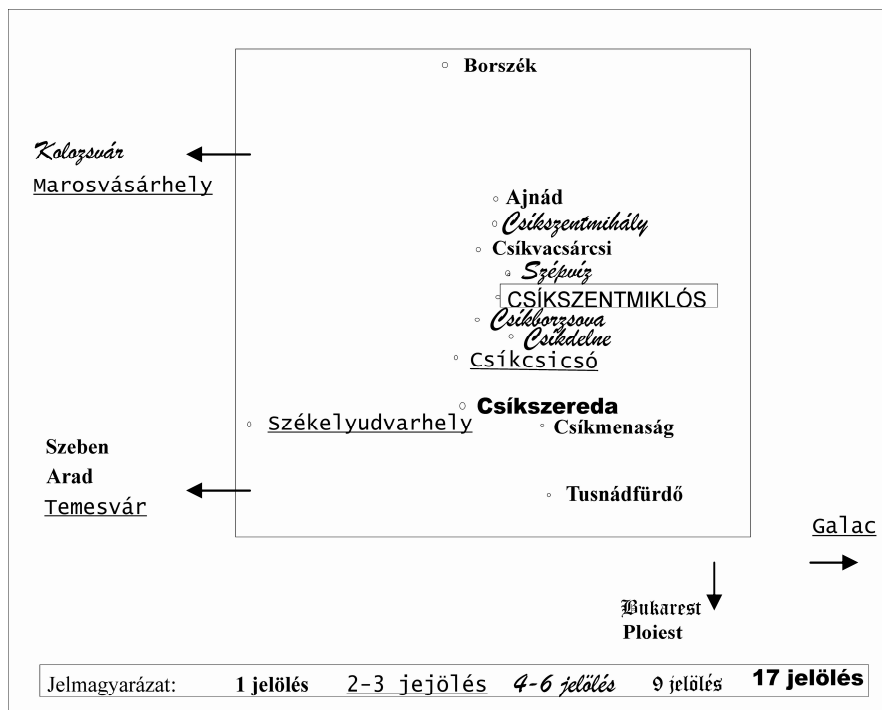 Borszék
Kolozsvár
Marosvásárhely
Ajnád
Csíkszentmihály
Csíkvacsárcsi
Szépvíz
CSÍKSZENTMIKLÓS
Csíkborzsova
Csíkdelne
Csíkcsicsó
Csíkszereda
Székelyudvarhely
Csíkmenaság
Szeben
Arad
Temesvár
Tusnádfürdő
Galac
Bukarest
Ploiest
Jelmagyarázat: 1 jelölés 2-3 jejölés 4-6 jelölés 9 jelölés 17 jelölés